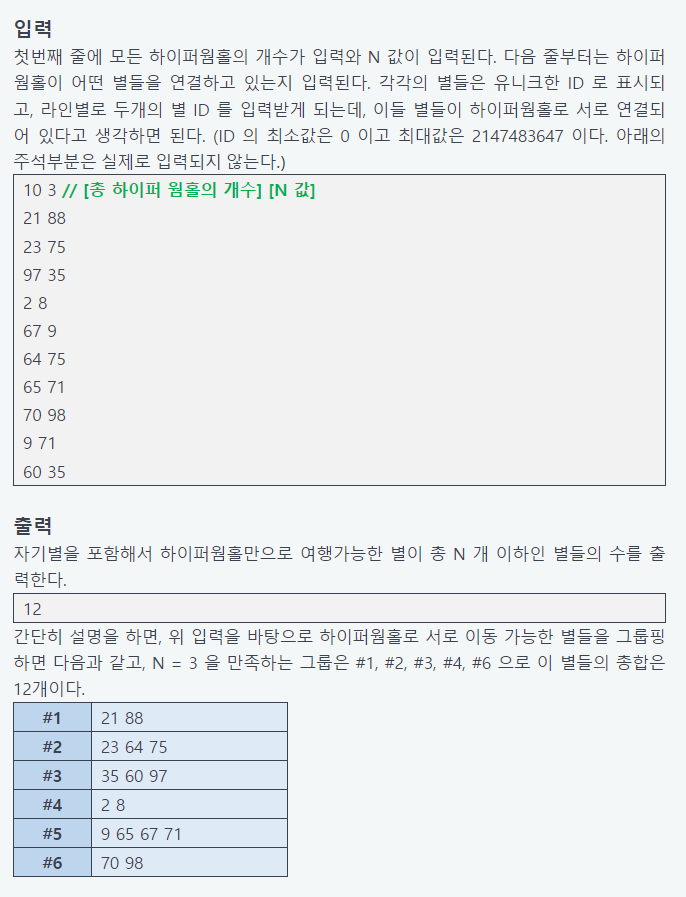 입력
첫번째 줄에 모든 하이퍼웜홀의 개수가 입력와 N 값이 입력된다. 다음 줄부터는 하이퍼
웜홀이 어떤 별들을 연결하고 있는지 입력된다. 각각의 별들은 유니크한 ID 로 표시되
고, 라인별로 두개의 별 ID 를 입력받게 되는데, 이들 별들이 하이퍼웜홀로 서로 연결되
어 있다고 생각하면 된다. (ID 의 최소값은 0 이고 최대값은 2147483647 이다. 아래의
주석부분은 실제로 입력되지 않는다.)
10 3 // [총 하이퍼 웜홀의 개수] [N 값]
21 88
23 75
97 35
2 8
67 9
64 75
65 71
70 98
9 71
60 35
출력
자기별을 포함해서 하이퍼웜홀만으로 여행가능한 별이 총 N 개 이하인 별들의 수를 출
력한다.
12
간단히 설명을 하면, 위 입력을 바탕으로 하이퍼웜홀로 서로 이동 가능한 별들을 그룹핑
하면 다음과 같고, N = 3 을 만족하는 그룹은 #1, #2, #3, #4, #6 으로 이 별들의 총합은
12개이다.
#1 21 88
#2 23 64 75
#3 35 60 97
#4 2 8
#5 9 65 67 71
#6 70 98